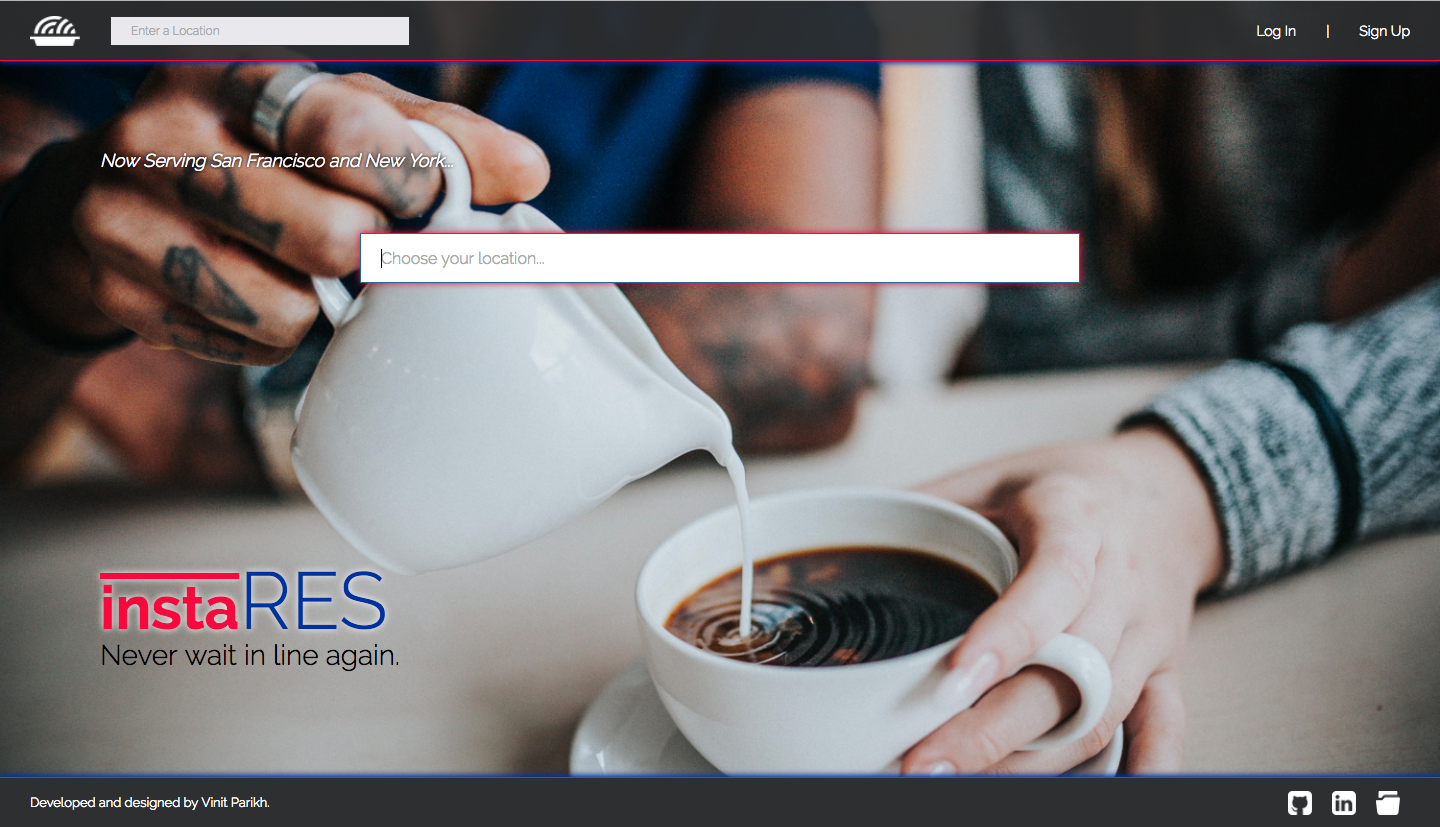 Enter a Location
Log In | Sign Up
Now Serving San Francisco and New York...
Choose your location...
instaRES
Never wait in line again.
Developed and designed by Vinit Parikh.
in